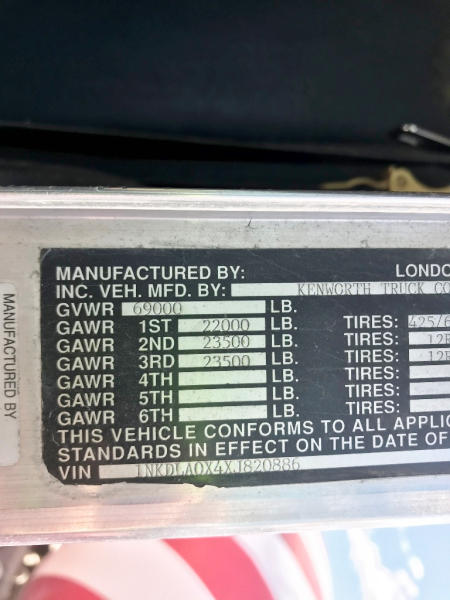 MANUFACTURED BY: LONDO
INC. VEH. MFD. BY: KENWORTH TRUCK CO
GVWR 69000 LB.
GAWR 1ST 22000 LB. TIRES: 425/6
GAWR 2ND 23500 LB. TIRES: 12R
GAWR 3RD 23500 LB. TIRES: 12R
GAWR 4TH LB. TIRES:
GAWR 5TH LB. TIRES:
GAWR 6TH LB. TIRES:
THIS VEHICLE CONFORMS TO ALL APPLIC
STANDARDS IN EFFECT ON THE DATE OF
VIN 1NKDLA0X4XJ820886
MANUFACTURED BY